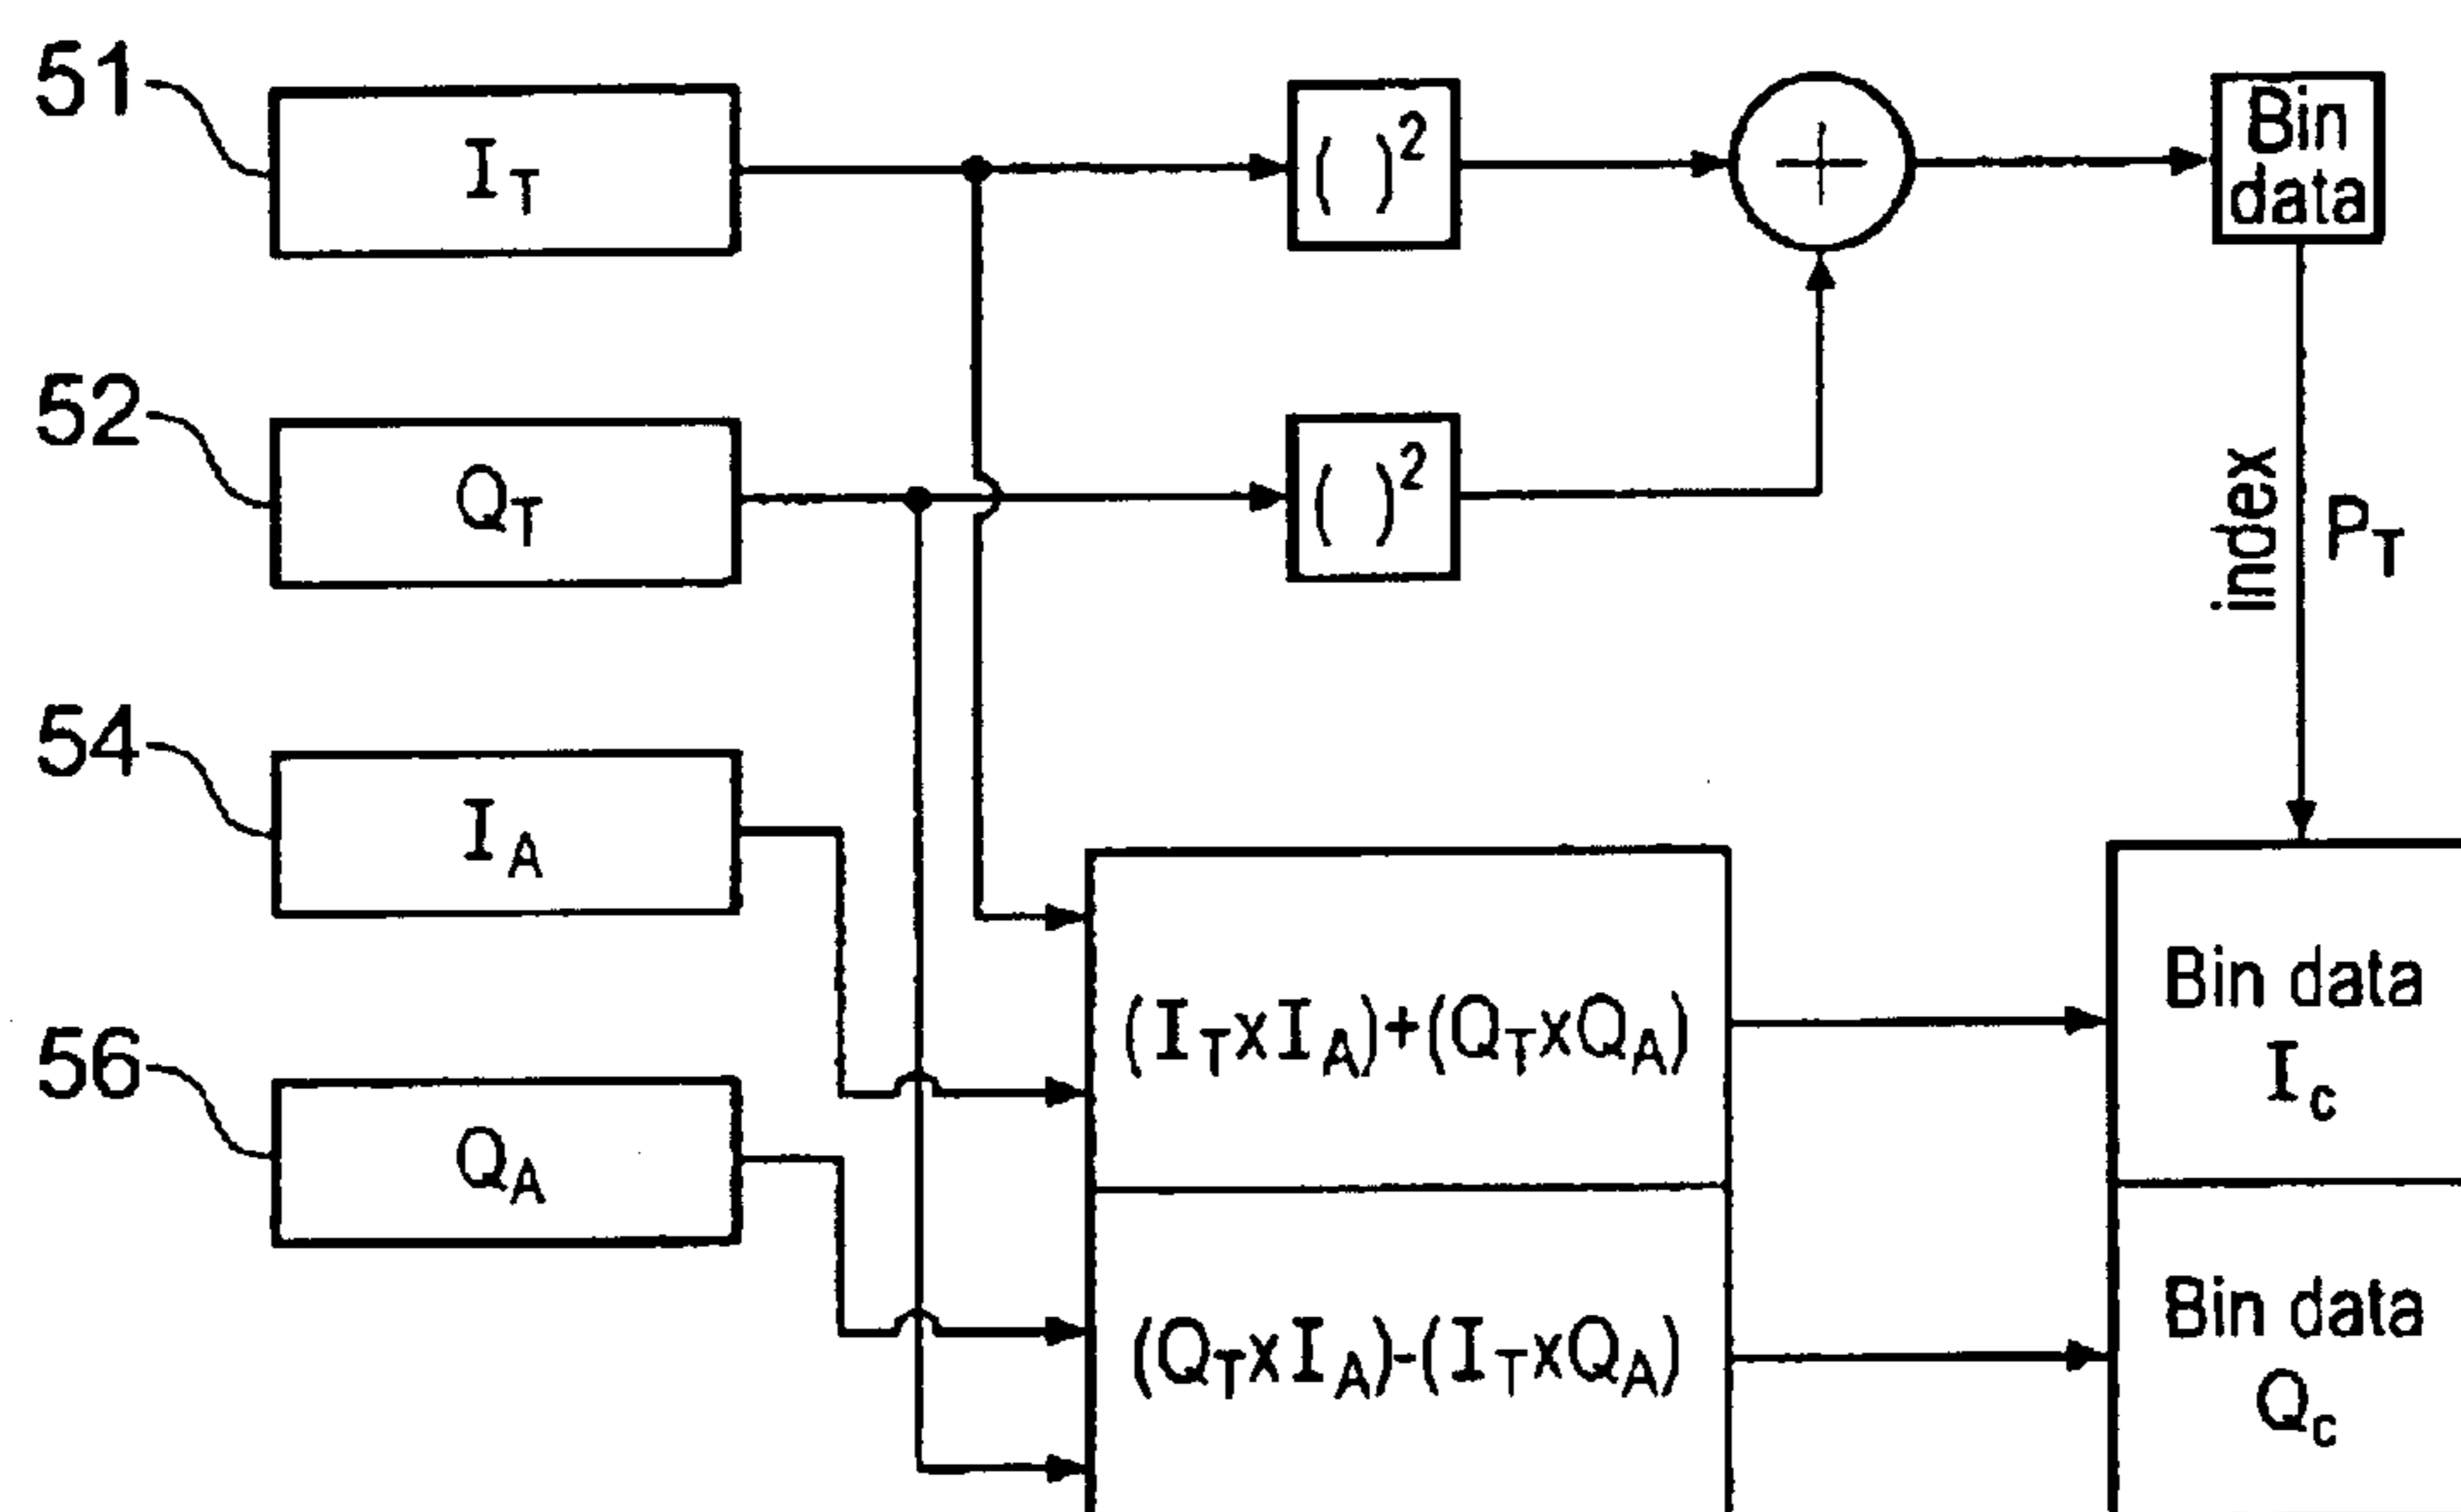 51
I_T
( )²
+
Bin
data
52
Q_T
( )²
index
P_T
54
I_A
56
Q_A
(I_TxI_A)+(Q_TxQ_A)
Bin data
I_c
(Q_TxI_A)-(I_TxQ_A)
Bin data
Q_c